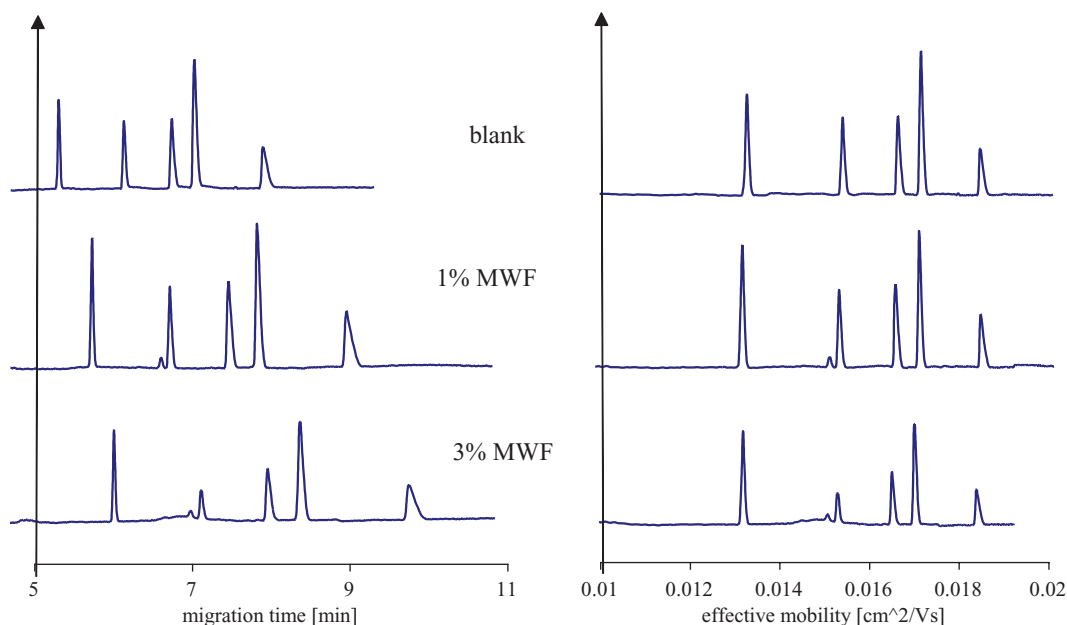 blank
1% MWF
3% MWF
5 7 9 11
migration time [min]
0.01 0.012 0.014 0.016 0.018 0.02
effective mobility [cm^2/Vs]